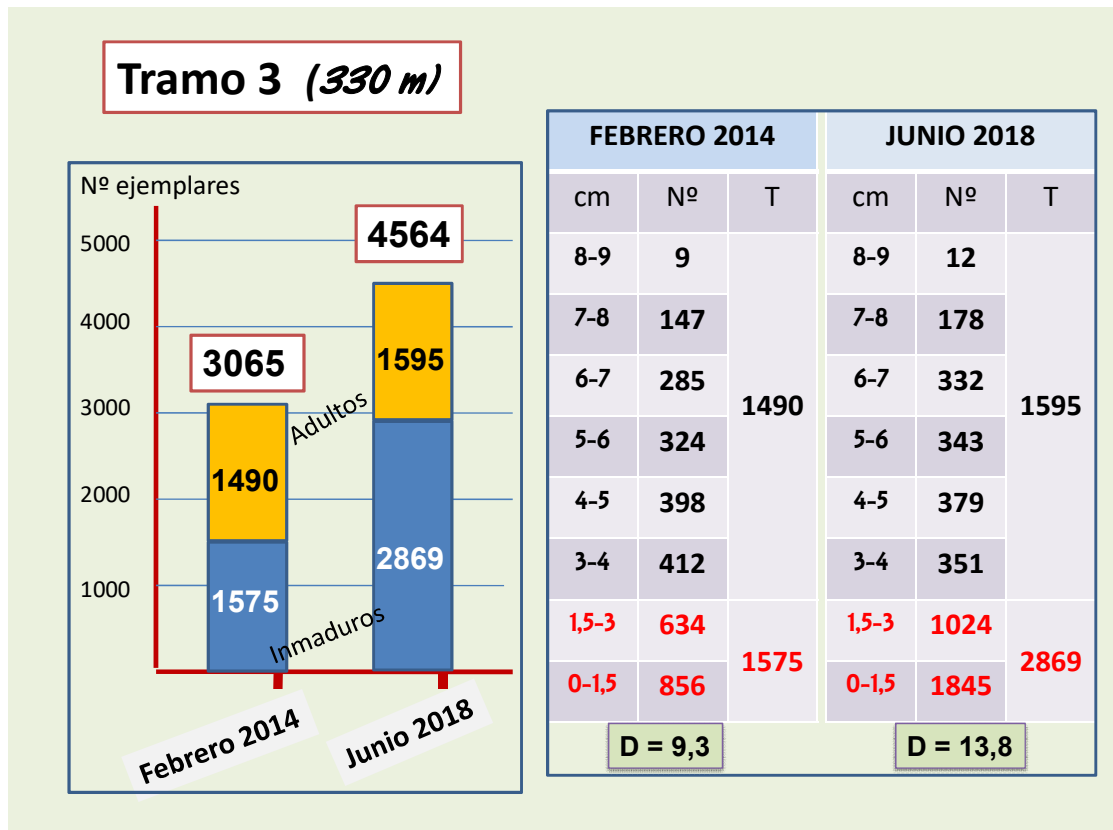 Tramo 3 (330 m)
Nº ejemplares
5000
4000
3000
2000
1000
4564
3065
1595
1490
2869
1575
Adultos
Inmaduros
Febrero 2014
Junio 2018
FEBRERO 2014 JUNIO 2018
cm Nº T cm Nº T
8-9 9 8-9 12
7-8 147 7-8 178
6-7 285 6-7 332
1490 1595
5-6 324 5-6 343
4-5 398 4-5 379
3-4 412 3-4 351
1,5-3 634 1,5-3 1024
1575 2869
0-1,5 856 0-1,5 1845
D = 9,3 D = 13,8